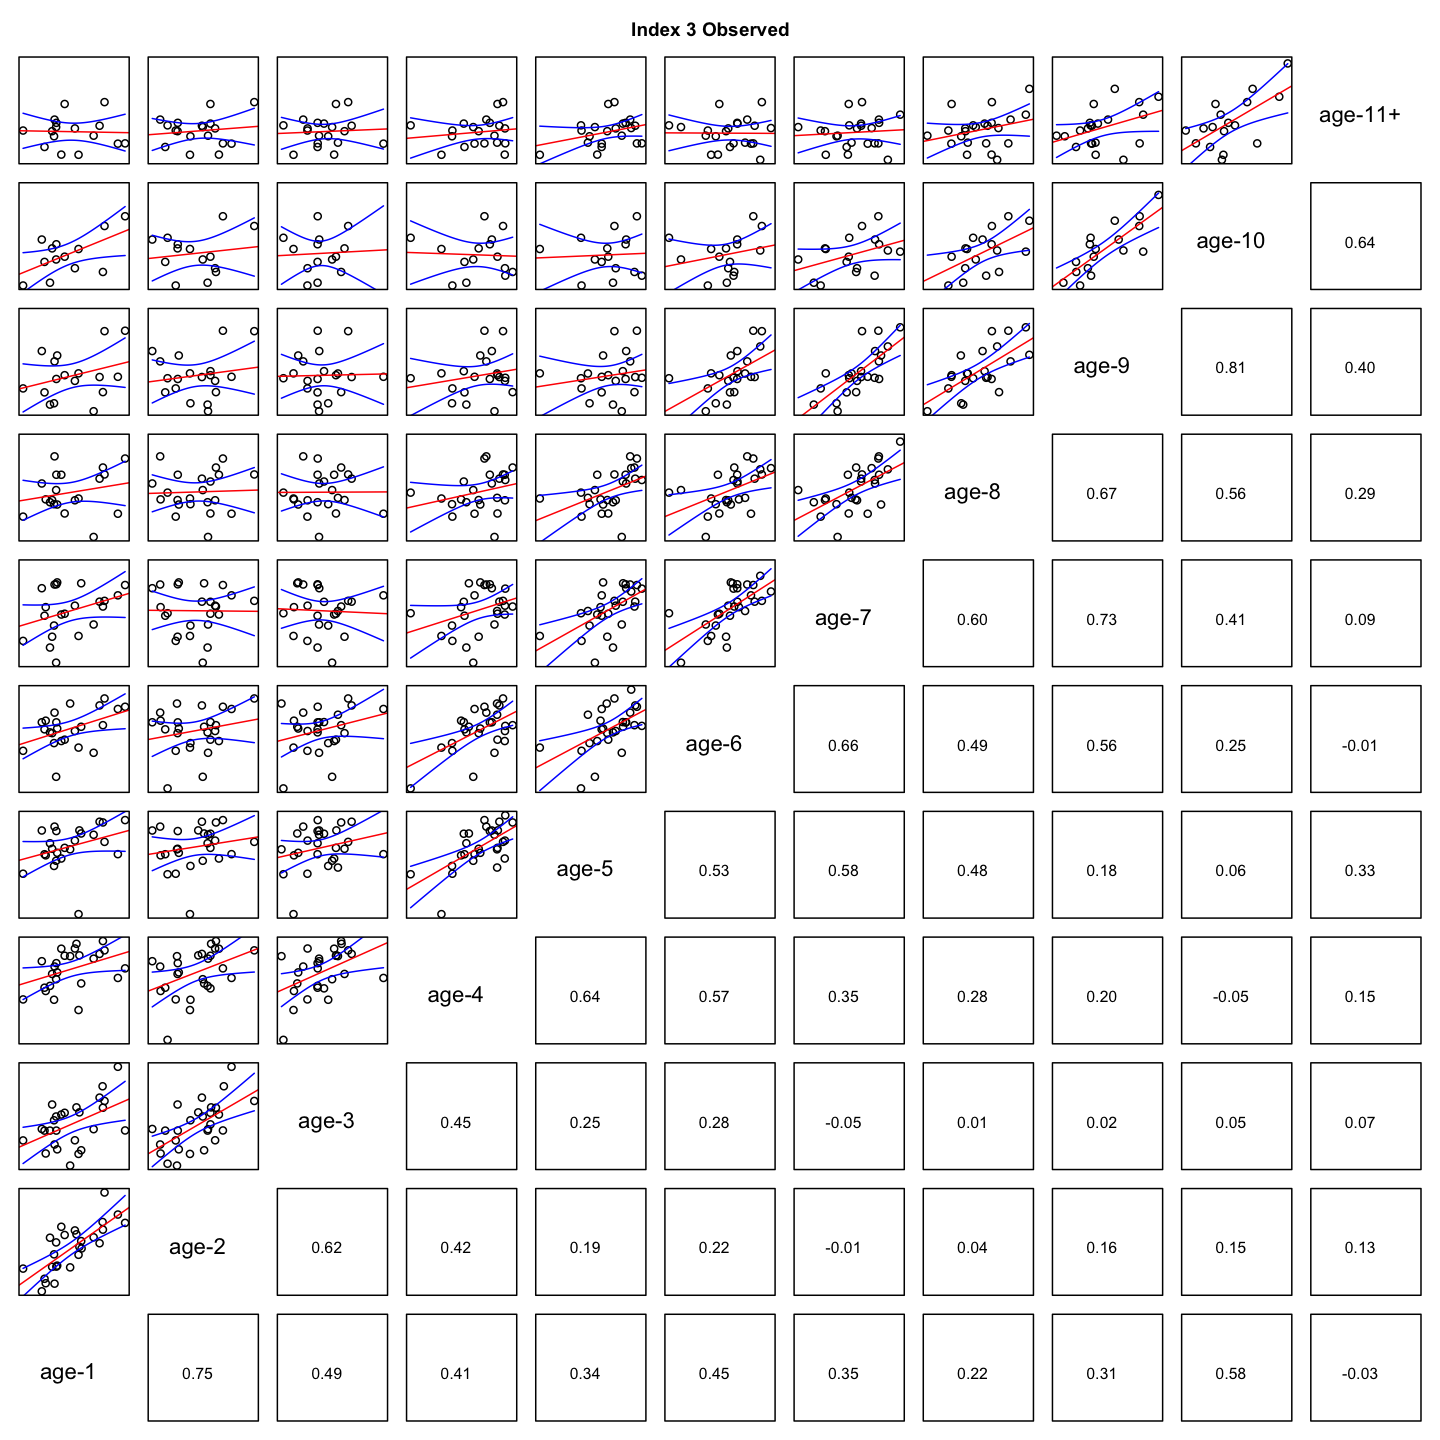 Index 3 Observed
age-11+
age-10 0.64
age-9 0.81 0.40
age-8 0.67 0.56 0.29
age-7 0.60 0.73 0.41 0.09
age-6 0.66 0.49 0.56 0.25 -0.01
age-5 0.53 0.58 0.48 0.18 0.06 0.33
age-4 0.64 0.57 0.35 0.28 0.20 -0.05 0.15
age-3 0.45 0.25 0.28 -0.05 0.01 0.02 0.05 0.07
age-2 0.62 0.42 0.19 0.22 -0.01 0.04 0.16 0.15 0.13
age-1 0.75 0.49 0.41 0.34 0.45 0.35 0.22 0.31 0.58 -0.03